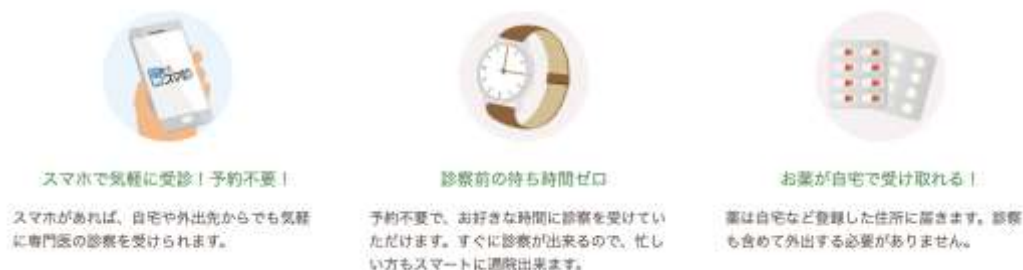 スマホで気軽に受診！予約不要！
スマホがあれば、自宅や外出先からでも気軽
に専門医の診察を受けられます。
診察前の待ち時間ゼロ
予約不要で、お好きな時間に診察を受けてい
ただけます。すぐに診察が出来るので、忙し
い方もスマートに通院出来ます。
お薬が自宅で受け取れる！
薬は自宅など登録した住所に届きます。診察
も含めて外出する必要がありません。